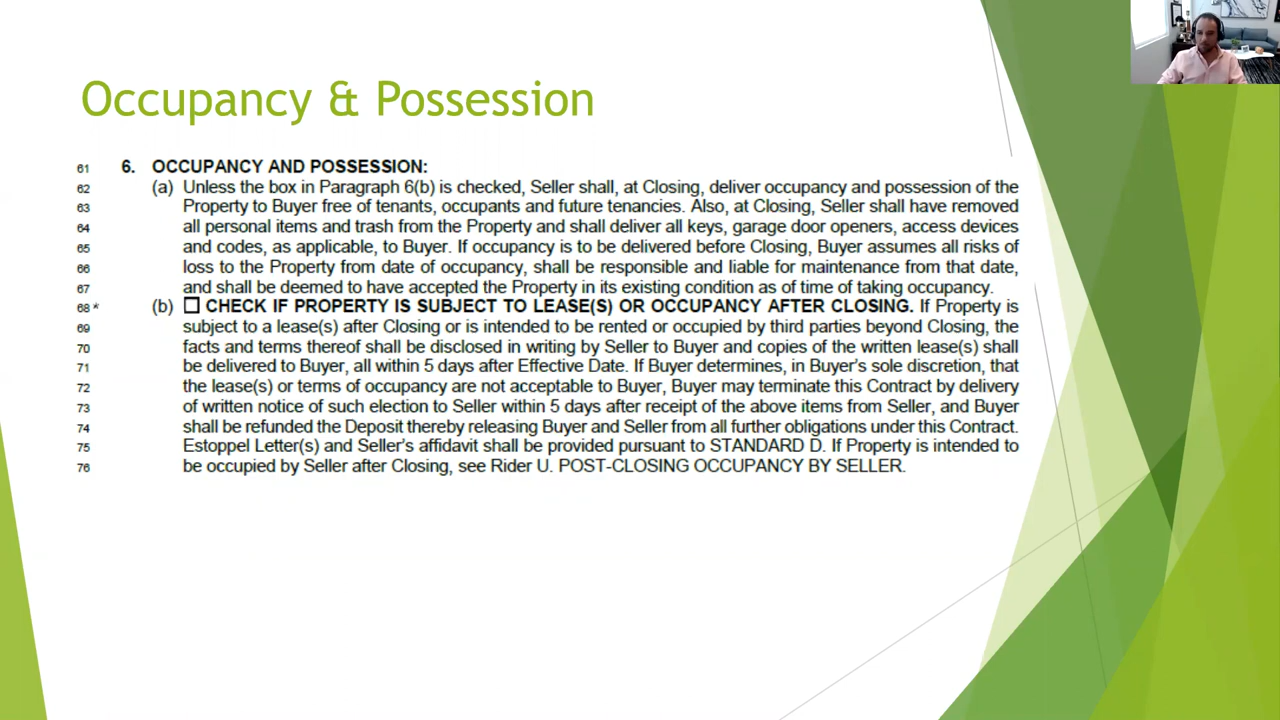 Occupancy & Possession
61 6. OCCUPANCY AND POSSESSION:
62 (a) Unless the box in Paragraph 6(b) is checked, Seller shall, at Closing, deliver occupancy and possession of the
63 Property to Buyer free of tenants, occupants and future tenancies. Also, at Closing, Seller shall have removed
64 all personal items and trash from the Property and shall deliver all keys, garage door openers, access devices
65 and codes, as applicable, to Buyer. If occupancy is to be delivered before Closing, Buyer assumes all risks of
66 loss to the Property from date of occupancy, shall be responsible and liable for maintenance from that date,
67 and shall be deemed to have accepted the Property in its existing condition as of time of taking occupancy.
68* (b) ☐ CHECK IF PROPERTY IS SUBJECT TO LEASE(S) OR OCCUPANCY AFTER CLOSING. If Property is
69 subject to a lease(s) after Closing or is intended to be rented or occupied by third parties beyond Closing, the
70 facts and terms thereof shall be disclosed in writing by Seller to Buyer and copies of the written lease(s) shall
71 be delivered to Buyer, all within 5 days after Effective Date. If Buyer determines, in Buyer's sole discretion, that
72 the lease(s) or terms of occupancy are not acceptable to Buyer, Buyer may terminate this Contract by delivery
73 of written notice of such election to Seller within 5 days after receipt of the above items from Seller, and Buyer
74 shall be refunded the Deposit thereby releasing Buyer and Seller from all further obligations under this Contract.
75 Estoppel Letter(s) and Seller's affidavit shall be provided pursuant to STANDARD D. If Property is intended to
76 be occupied by Seller after Closing, see Rider U. POST-CLOSING OCCUPANCY BY SELLER.